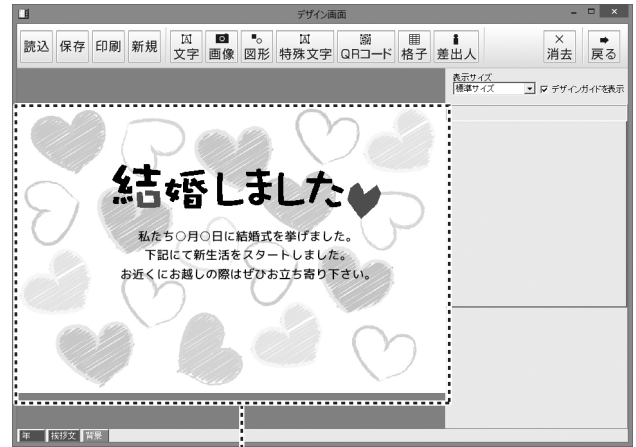 デザイン画面
読込 保存 印刷 新規 文字 画像 図形 特殊文字 QRコード 格子 差出人 消去 戻る
表示サイズ
標準サイズ デザインガイドを表示
結婚しました
私たち○月○日に結婚式を挙げました。
下記にて新生活をスタートしました。
お近くにお越しの際はぜひお立ち寄り下さい。
年 挨拶文 背景